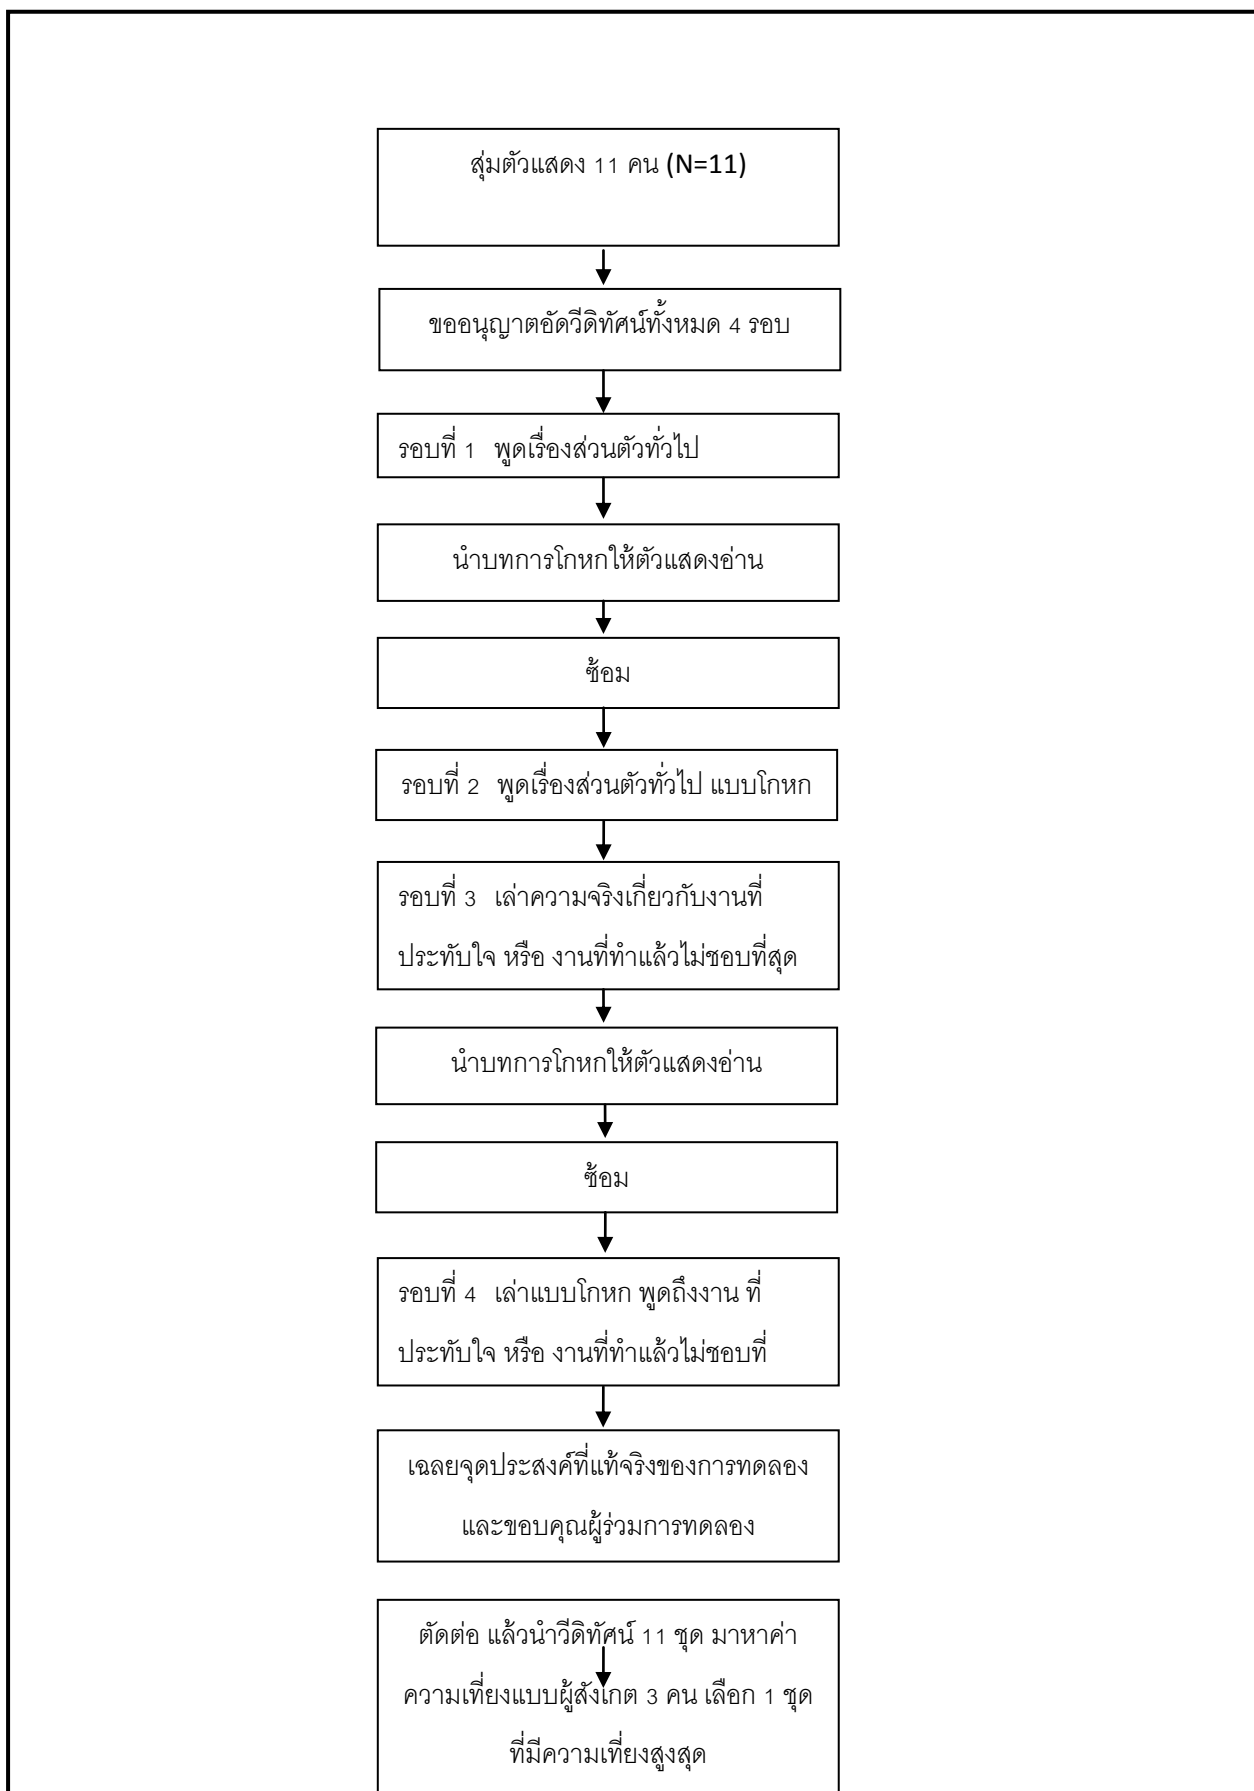 สุ่มตัวแสดง 11 คน (N=11)
ขออนุญาตอัดวีดิทัศน์ทั้งหมด 4 รอบ
รอบที่ 1 พูดเรื่องส่วนตัวทั่วไป
นำบทการโกหกให้ตัวแสดงอ่าน
ซ้อม
รอบที่ 2 พูดเรื่องส่วนตัวทั่วไป แบบโกหก
รอบที่ 3 เล่าความจริงเกี่ยวกับงานที่
ประทับใจ หรือ งานที่ทำแล้วไม่ชอบที่สุด
นำบทการโกหกให้ตัวแสดงอ่าน
ซ้อม
รอบที่ 4 เล่าแบบโกหก พูดถึงงาน ที่
ประทับใจ หรือ งานที่ทำแล้วไม่ชอบที่
เฉลยจุดประสงค์ที่แท้จริงของการทดลอง
และขอบคุณผู้ร่วมการทดลอง
ตัดต่อ แล้วนำวีดิทัศน์ 11 ชุด มาหาค่า
ความเที่ยงแบบผู้สังเกต 3 คน เลือก 1 ชุด
ที่มีความเที่ยงสูงสุด